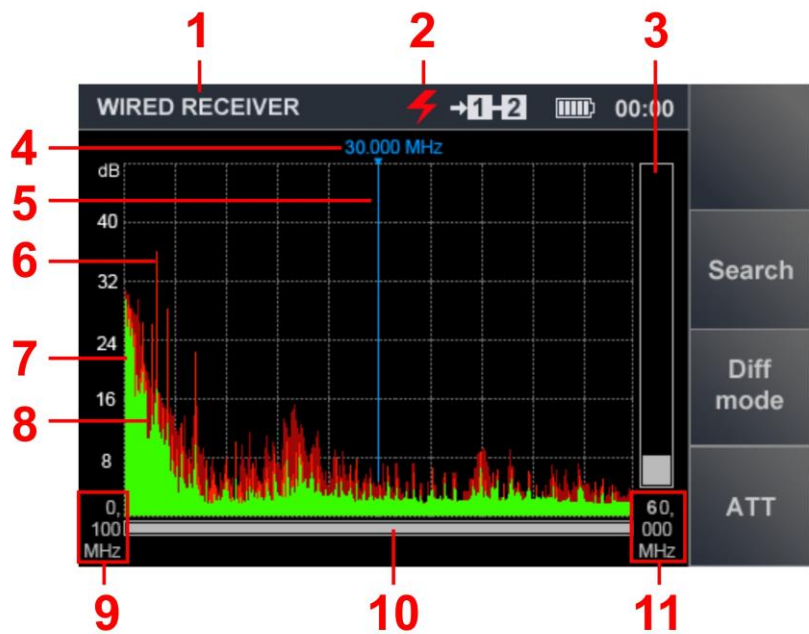 1 2 3
WIRED RECEIVER 1 2 00:00
4 30.000 MHz
dB
5
40
6
32 Search
24
7
Diff
mode
16
8
8
0, 60,
100 000
MHz MHz
ATT
9 10 11